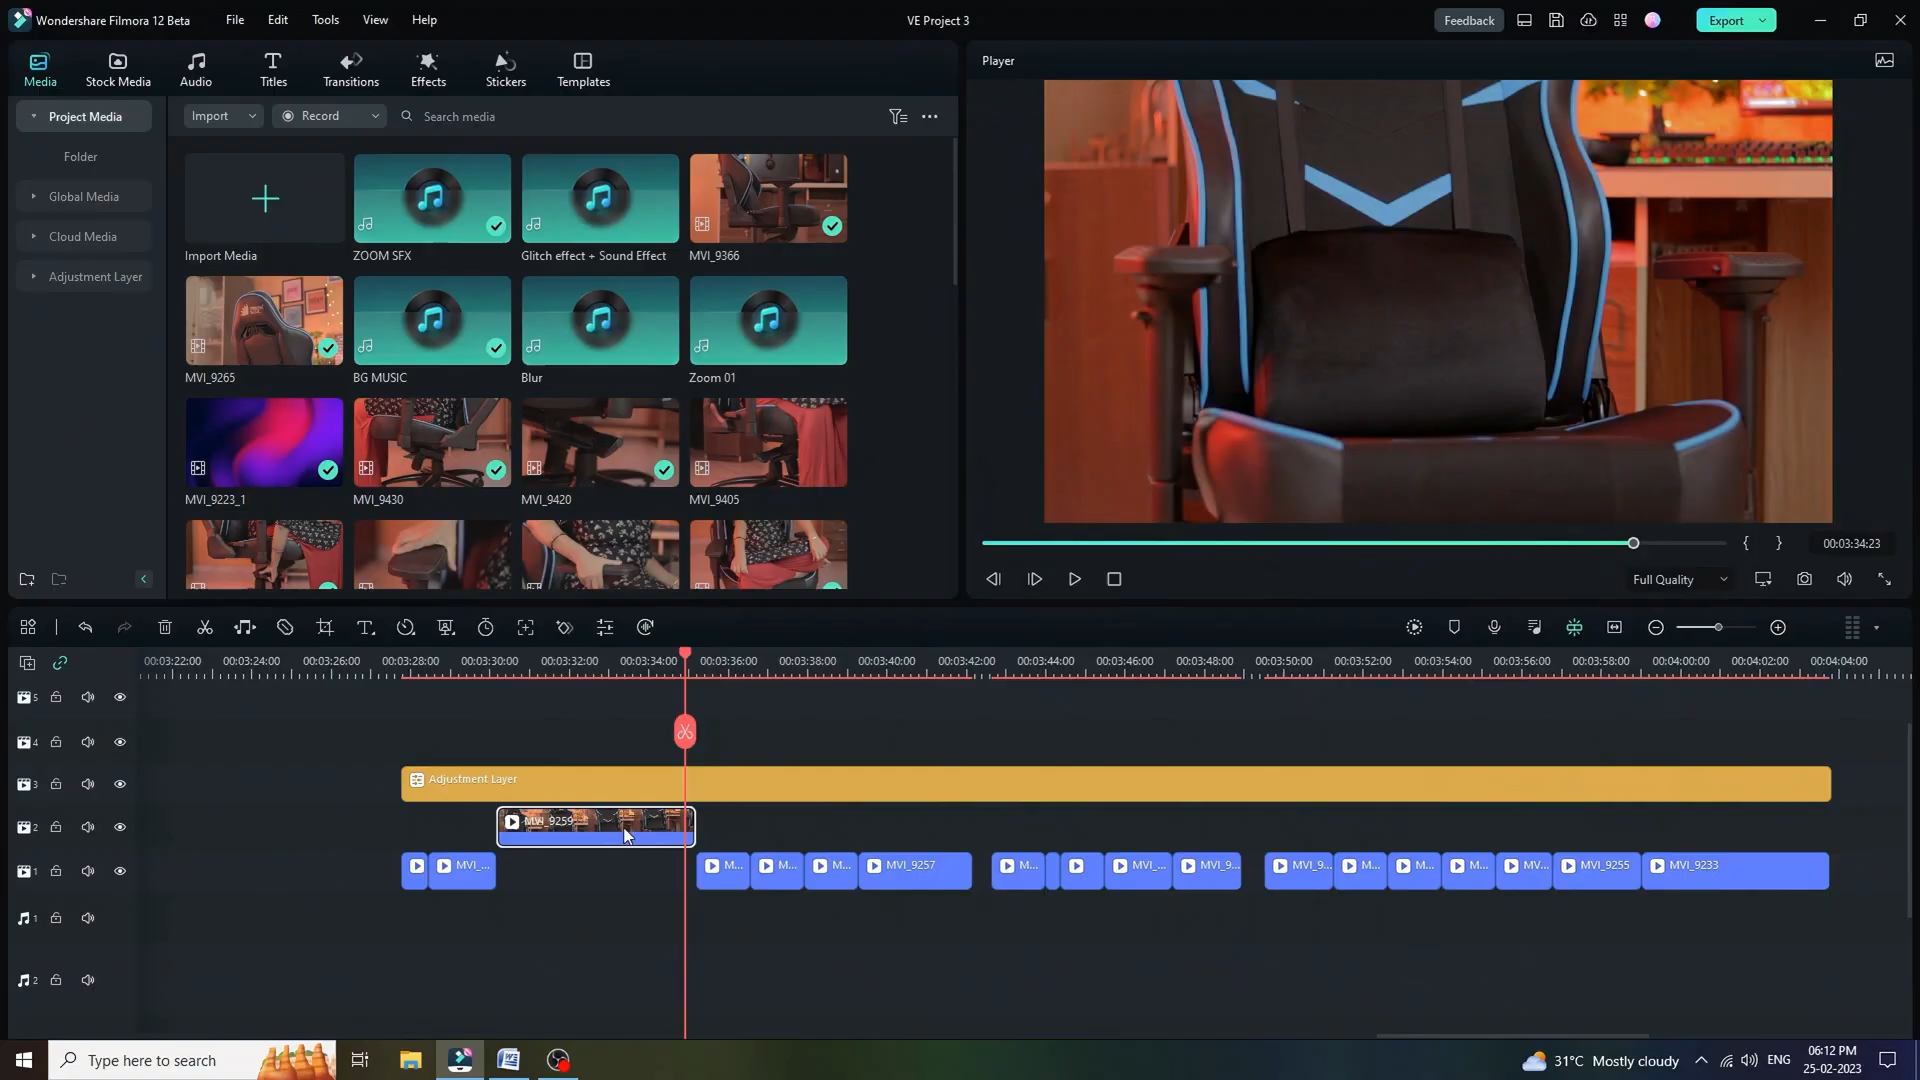 Wondershare Filmora 12 Beta File Edit Tools View Help VE Project 3 Feedback Export
Media Stock Media Audio Titles Transitions Effects Stickers Templates
Player
Project Media Import Record Search media
Folder
Global Media
Cloud Media
Adjustment Layer
Import Media ZOOM SFX Glitch effect + Sound Effect MVI_9366
MVI_9265 BG MUSIC Blur Zoom 01
MVI_9223_1 MVI_9430 MVI_9420 MVI_9405
{ } 00:03:34:23
Full Quality
00:03:22:00 00:03:24:00 00:03:26:00 00:03:28:00 00:03:30:00 00:03:32:00 00:03:34:00 00:03:36:00 00:03:38:00 00:03:40:00 00:03:42:00 00:03:44:00 00:03:46:00 00:03:48:00 00:03:50:00 00:03:52:00 00:03:54:00 00:03:56:00 00:03:58:00 00:04:00:00 00:04:02:00 00:04:04:00
5
4
3 Adjustment Layer
2 MVI_9259
1 MVI_... M... M... M... MVI_9257 M... MVI_... MVI_9... MVI_9... M... M... M... MV... MVI_9255 MVI_9233
1
2
Type here to search 31°C Mostly cloudy ENG 06:12 PM
25-02-2023